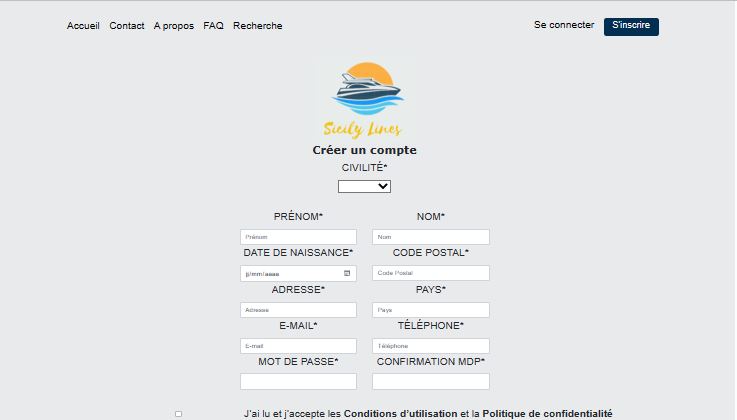 Accueil Contact A propos FAQ Recherche Se connecter S'inscrire
Sicily Lines
Créer un compte
CIVILITÉ*
PRÉNOM* NOM*
Prénom Nom
DATE DE NAISSANCE* CODE POSTAL*
jj/mm/aaaa Code Postal
ADRESSE* PAYS*
Adresse Pays
E-MAIL* TÉLÉPHONE*
E-mail Téléphone
MOT DE PASSE* CONFIRMATION MDP*
J'ai lu et j'accepte les Conditions d'utilisation et la Politique de confidentialité